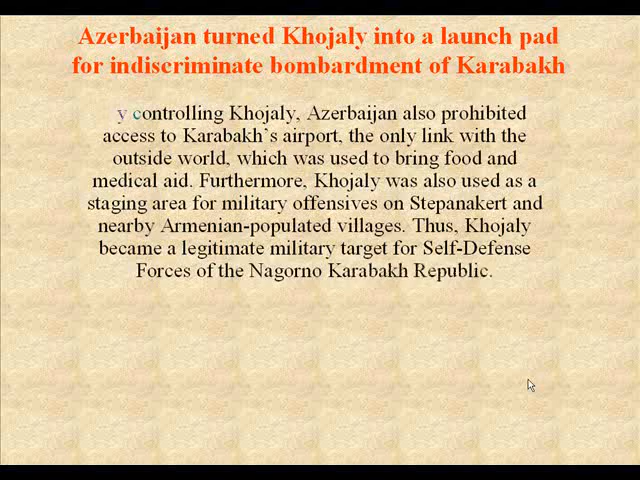 Azerbaijan turned Khojaly into a launch pad
for indiscriminate bombardment of Karabakh
y controlling Khojaly, Azerbaijan also prohibited
access to Karabakh`s airport, the only link with the
outside world, which was used to bring food and
medical aid. Furthermore, Khojaly was also used as a
staging area for military offensives on Stepanakert and
nearby Armenian-populated villages. Thus, Khojaly
became a legitimate military target for Self-Defense
Forces of the Nagorno Karabakh Republic.